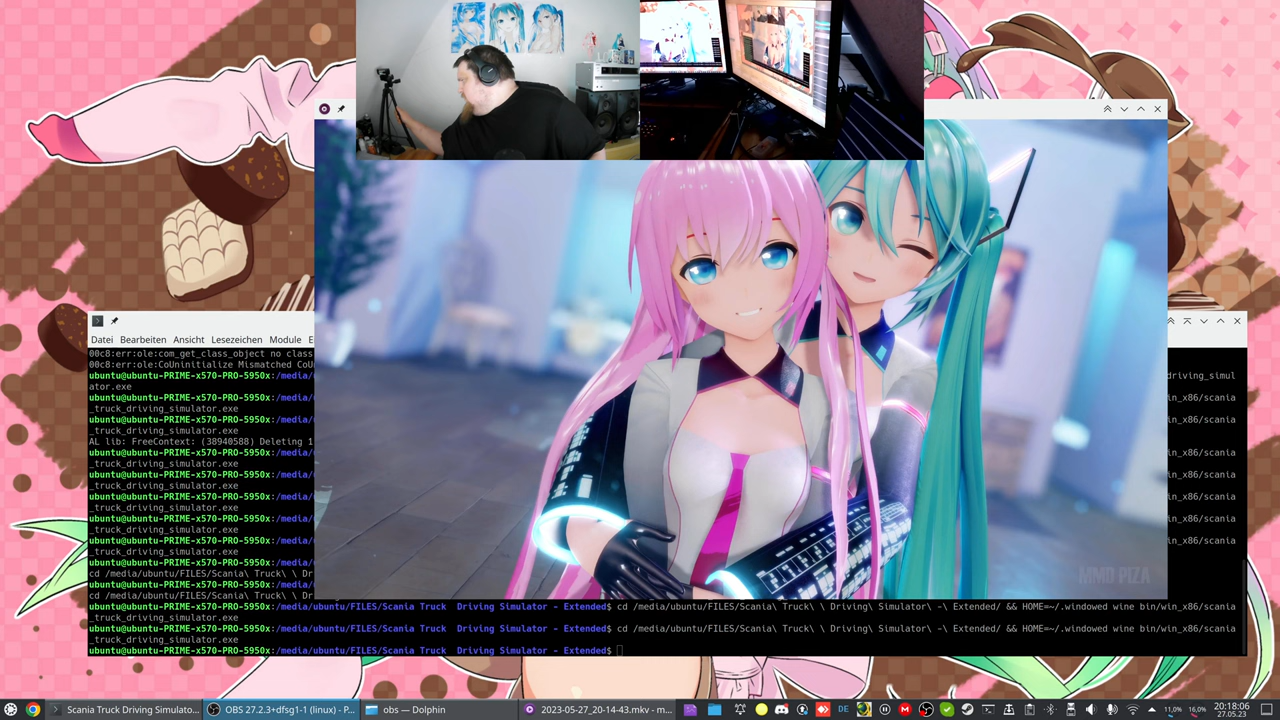 Datei Bearbeiten Ansicht Lesezeichen Module E
00c8:err:ole:com_get_class_object no class
00c8:err:ole:CoUninitialize Mismatched CoU
ubuntu@ubuntu-PRIME-x570-PRO-5950x:/media/ driving_simul
ator.exe
ubuntu@ubuntu-PRIME-x570-PRO-5950x:/media/ in_x86/scania
_truck_driving_simulator.exe
ubuntu@ubuntu-PRIME-x570-PRO-5950x:/media/ in_x86/scania
_truck_driving_simulator.exe
AL lib: FreeContext: (38940588) Deleting 1
ubuntu@ubuntu-PRIME-x570-PRO-5950x:/media/ in_x86/scania
_truck_driving_simulator.exe
ubuntu@ubuntu-PRIME-x570-PRO-5950x:/media/ in_x86/scania
_truck_driving_simulator.exe
ubuntu@ubuntu-PRIME-x570-PRO-5950x:/media/ in_x86/scania
_truck_driving_simulator.exe
ubuntu@ubuntu-PRIME-x570-PRO-5950x:/media/ in_x86/scania
_truck_driving_simulator.exe
ubuntu@ubuntu-PRIME-x570-PRO-5950x:/media/ in_x86/scania
_truck_driving_simulator.exe
ubuntu@ubuntu-PRIME-x570-PRO-5950x:/media/
cd /media/ubuntu/FILES/Scania\ Truck\ \ Dr
ubuntu@ubuntu-PRIME-x570-PRO-5950x:/media/
cd /media/ubuntu/FILES/Scania\ Truck\ \ Dr
MMD PIZA
ubuntu@ubuntu-PRIME-x570-PRO-5950x:/media/ubuntu/FILES/Scania Truck  Driving Simulator - Extended$ cd /media/ubuntu/FILES/Scania\ Truck\ \ Driving\ Simulator\ -\ Extended/ && HOME=~/.windowed wine bin/win_x86/scania
_truck_driving_simulator.exe
ubuntu@ubuntu-PRIME-x570-PRO-5950x:/media/ubuntu/FILES/Scania Truck  Driving Simulator - Extended$ cd /media/ubuntu/FILES/Scania\ Truck\ \ Driving\ Simulator\ -\ Extended/ && HOME=~/.windowed wine bin/win_x86/scania
_truck_driving_simulator.exe
ubuntu@ubuntu-PRIME-x570-PRO-5950x:/media/ubuntu/FILES/Scania Truck  Driving Simulator - Extended$
Scania Truck Driving Simulato... OBS 27.2.3+dfsg1-1 (linux) - P... obs — Dolphin 2023-05-27_20-14-43.mkv - m... DE 11,0% 16,0% 20:18:06
27.05.23